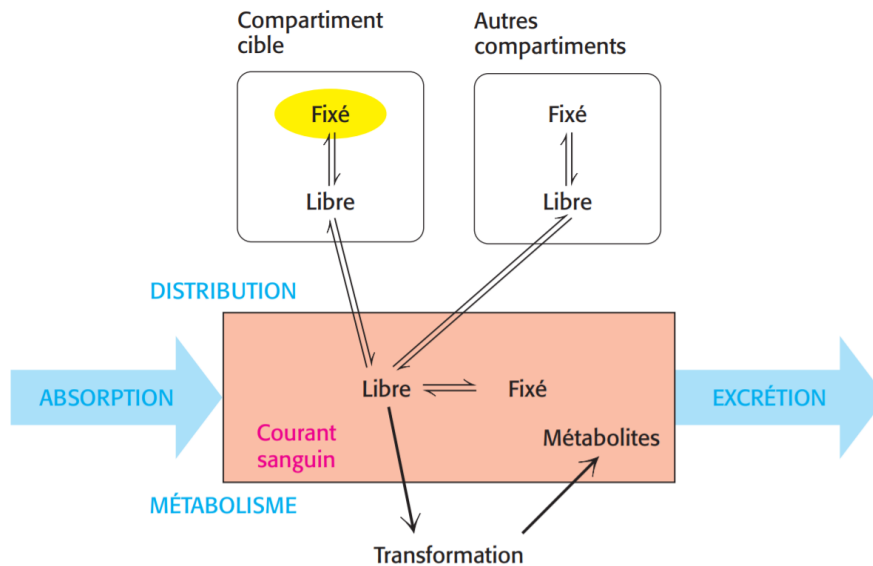 Compartiment
cible
Autres
compartiments
Fixé
Fixé
Libre
Libre
DISTRIBUTION
ABSORPTION
Libre
Fixé
EXCRÉTION
Courant
sanguin
Métabolites
MÉTABOLISME
Transformation